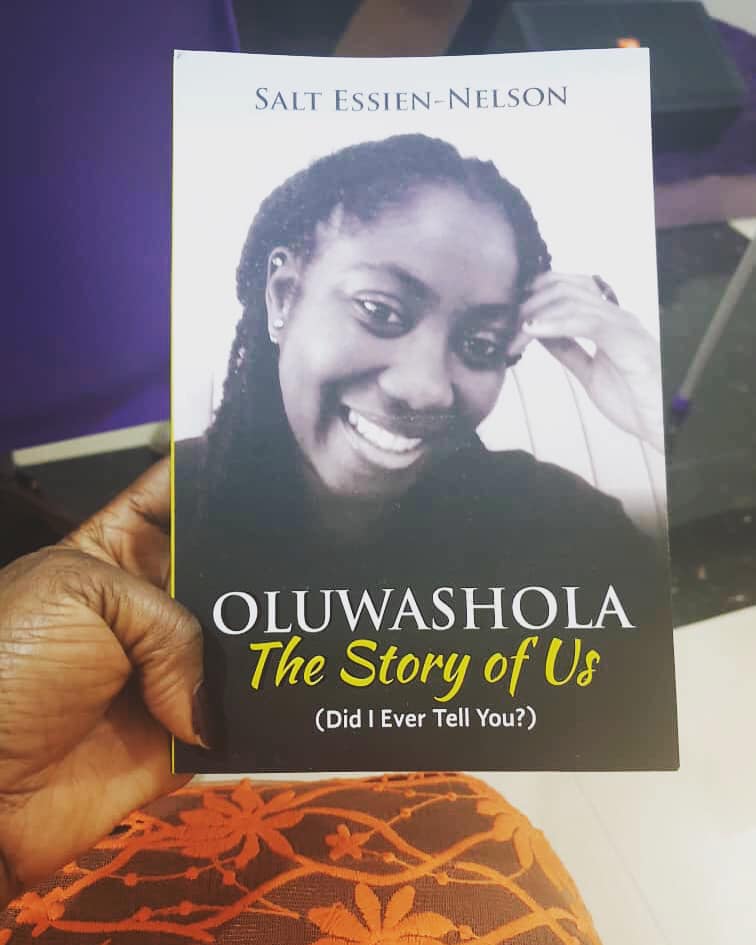 SALT ESSIEN-NELSON
OLUWASHOLA
The Story of Us
(Did I Ever Tell You?)